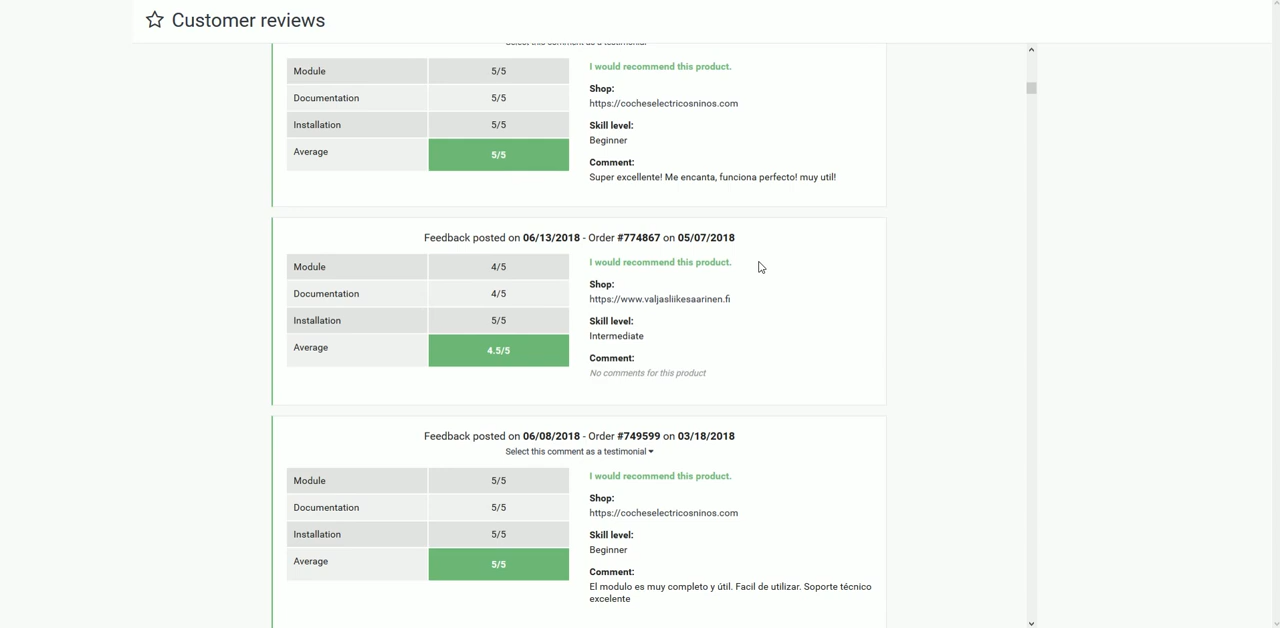 Customer reviews
Select this comment as a testimonial
Module 5/5
Documentation 5/5
Installation 5/5
Average 5/5
I would recommend this product.
Shop:
https://cocheselectricosninos.com
Skill level:
Beginner
Comment:
Super excellente! Me encanta, funciona perfecto! muy util!
Feedback posted on 06/13/2018 - Order #774867 on 05/07/2018
Module 4/5
Documentation 4/5
Installation 5/5
Average 4.5/5
I would recommend this product.
Shop:
https://www.valjasliikesaarinen.fi
Skill level:
Intermediate
Comment:
No comments for this product
Feedback posted on 06/08/2018 - Order #749599 on 03/18/2018
Select this comment as a testimonial
Module 5/5
Documentation 5/5
Installation 5/5
Average 5/5
I would recommend this product.
Shop:
https://cocheselectricosninos.com
Skill level:
Beginner
Comment:
El modulo es muy completo y útil. Facil de utilizar. Soporte técnico
excelente